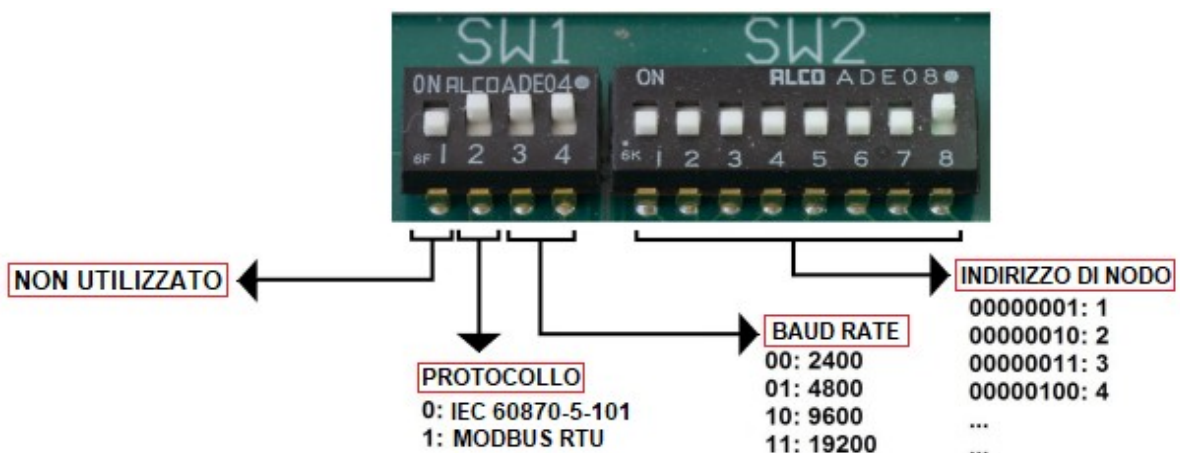 SW1 SW2
ON ALCO ADE04
ON ALCO ADE08
6F 1 2 3 4
6K 1 2 3 4 5 6 7 8
NON UTILIZZATO
PROTOCOLLO
0: IEC 60870-5-101
1: MODBUS RTU
BAUD RATE
00: 2400
01: 4800
10: 9600
11: 19200
INDIRIZZO DI NODO
00000001: 1
00000010: 2
00000011: 3
00000100: 4
...
...